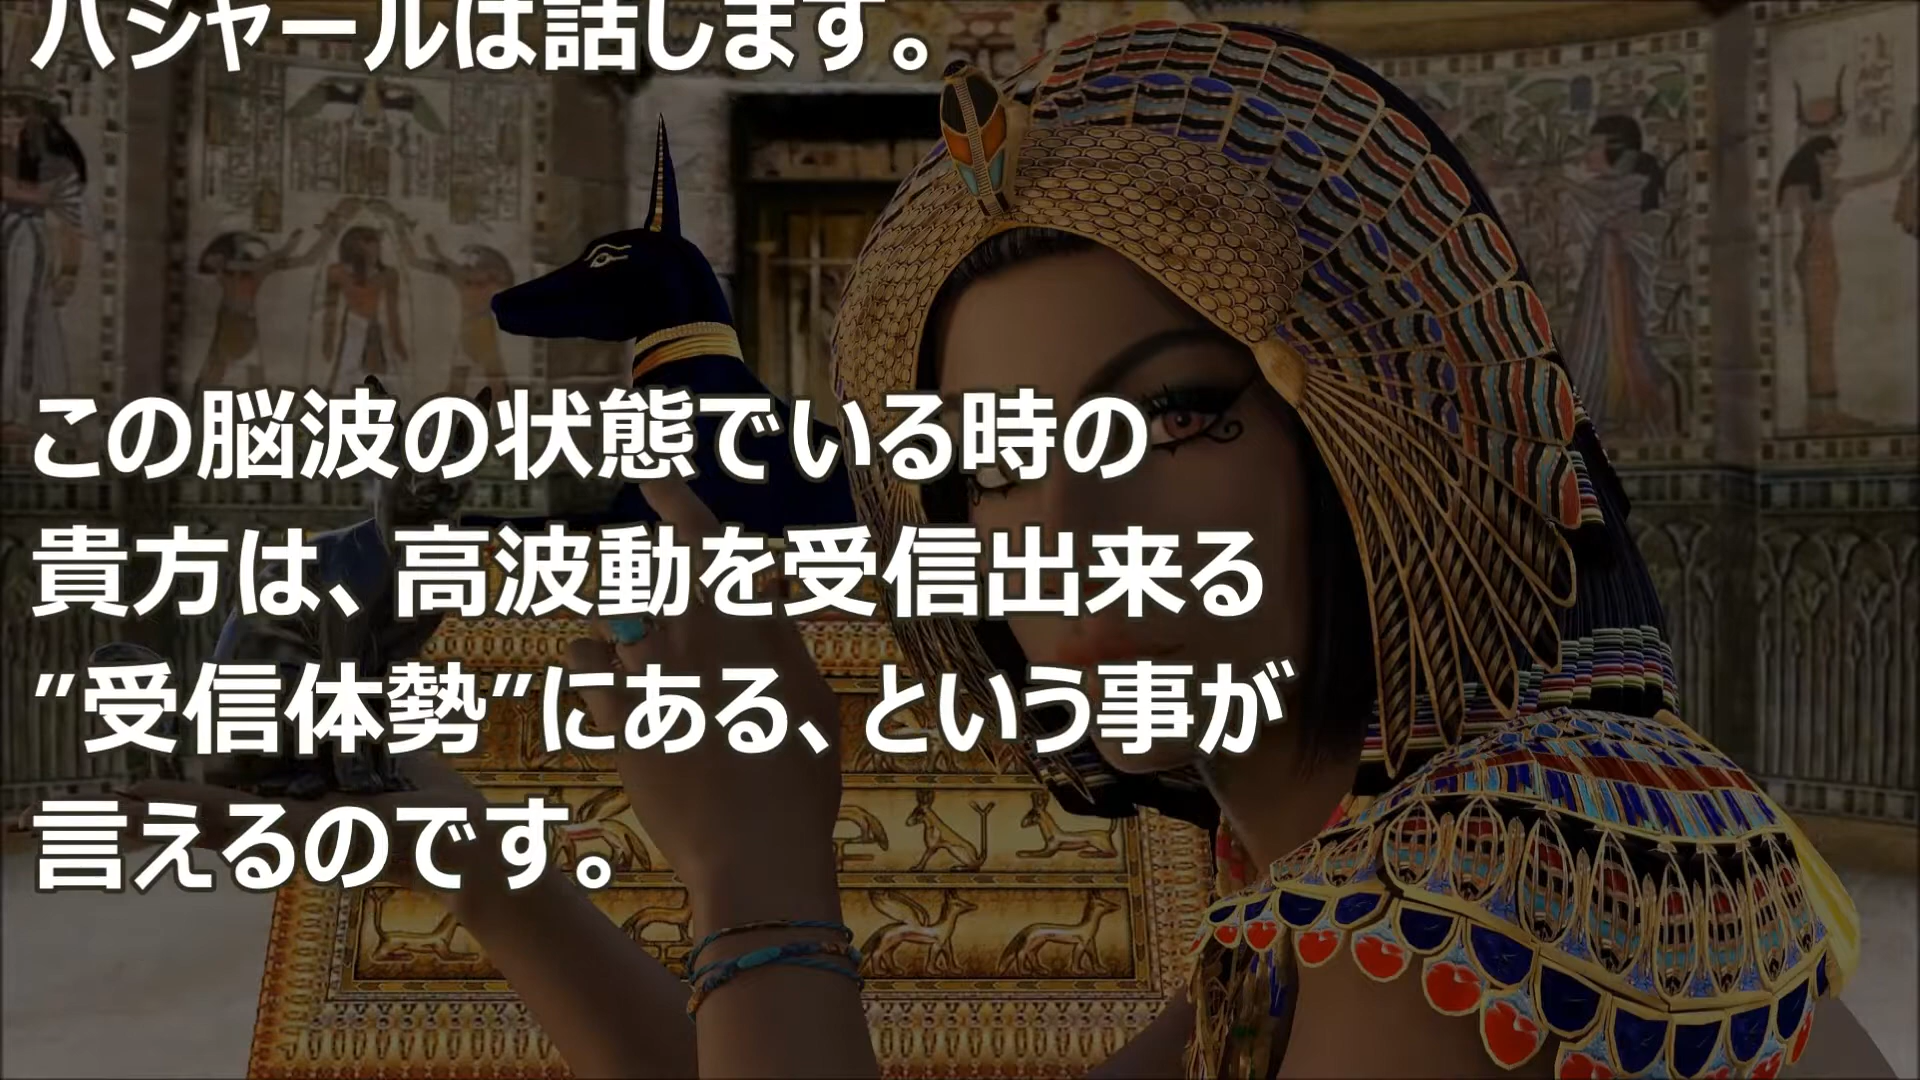 バシャールは話します。
この脳波の状態でいる時の
貴方は、高波動を受信出来る
"受信体勢"にある、という事が
言えるのです。